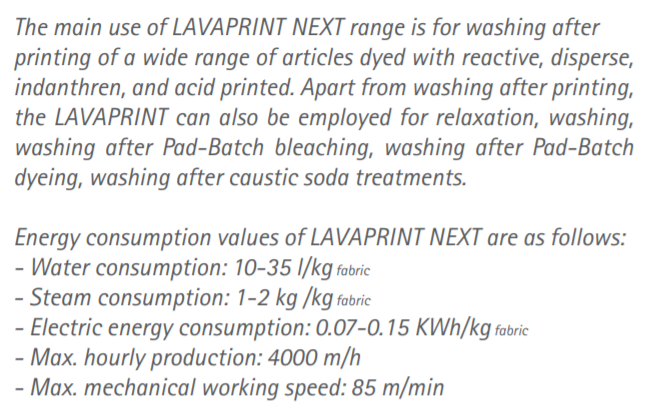 The main use of LAVAPRINT NEXT range is for washing after
printing of a wide range of articles dyed with reactive, disperse,
indanthren, and acid printed. Apart from washing after printing,
the LAVAPRINT can also be employed for relaxation, washing,
washing after Pad-Batch bleaching, washing after Pad-Batch
dyeing, washing after caustic soda treatments.
Energy consumption values of LAVAPRINT NEXT are as follows:
- Water consumption: 10-35 l/kg fabric
- Steam consumption: 1-2 kg /kg fabric
- Electric energy consumption: 0.07-0.15 KWh/kg fabric
- Max. hourly production: 4000 m/h
- Max. mechanical working speed: 85 m/min